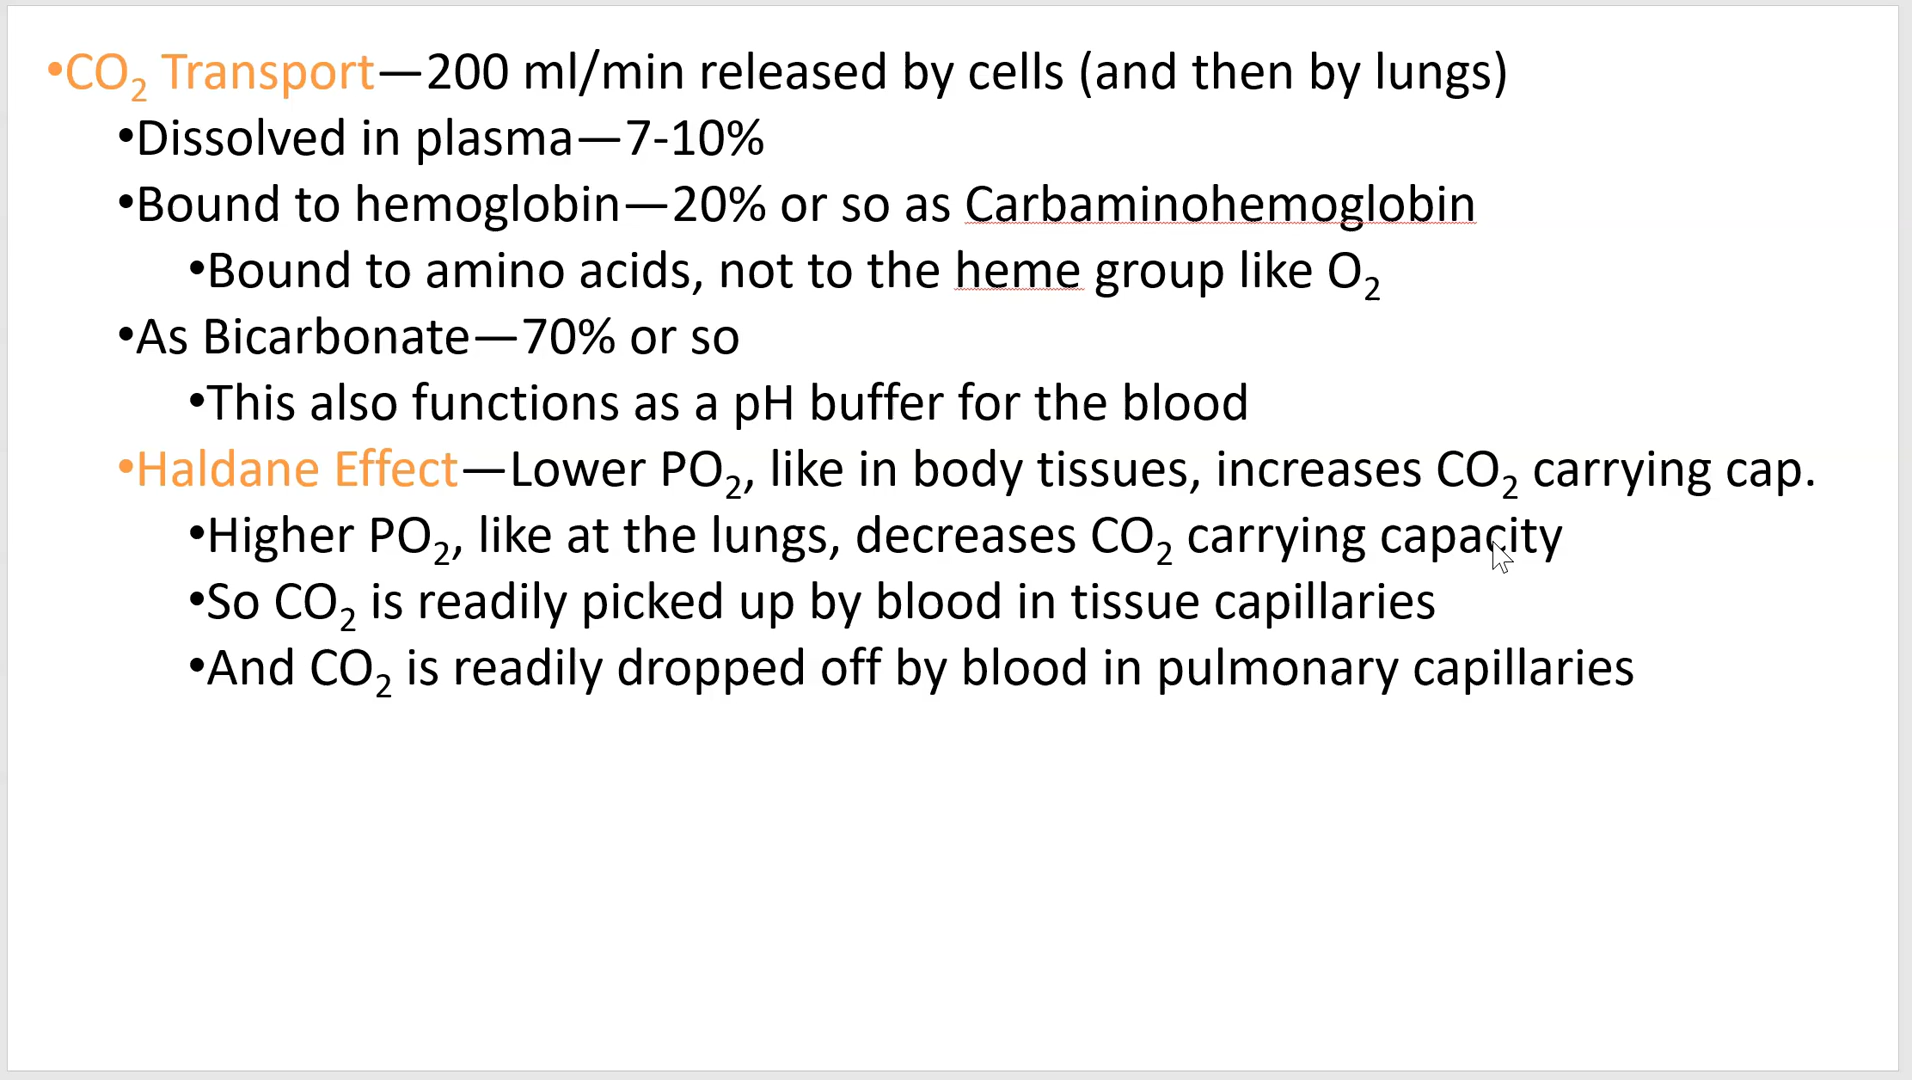 •CO₂ Transport—200 ml/min released by cells (and then by lungs)
•Dissolved in plasma—7-10%
•Bound to hemoglobin—20% or so as Carbaminohemoglobin
•Bound to amino acids, not to the heme group like O₂
•As Bicarbonate—70% or so
•This also functions as a pH buffer for the blood
•Haldane Effect—Lower PO₂, like in body tissues, increases CO₂ carrying cap.
•Higher PO₂, like at the lungs, decreases CO₂ carrying capacity
•So CO₂ is readily picked up by blood in tissue capillaries
•And CO₂ is readily dropped off by blood in pulmonary capillaries